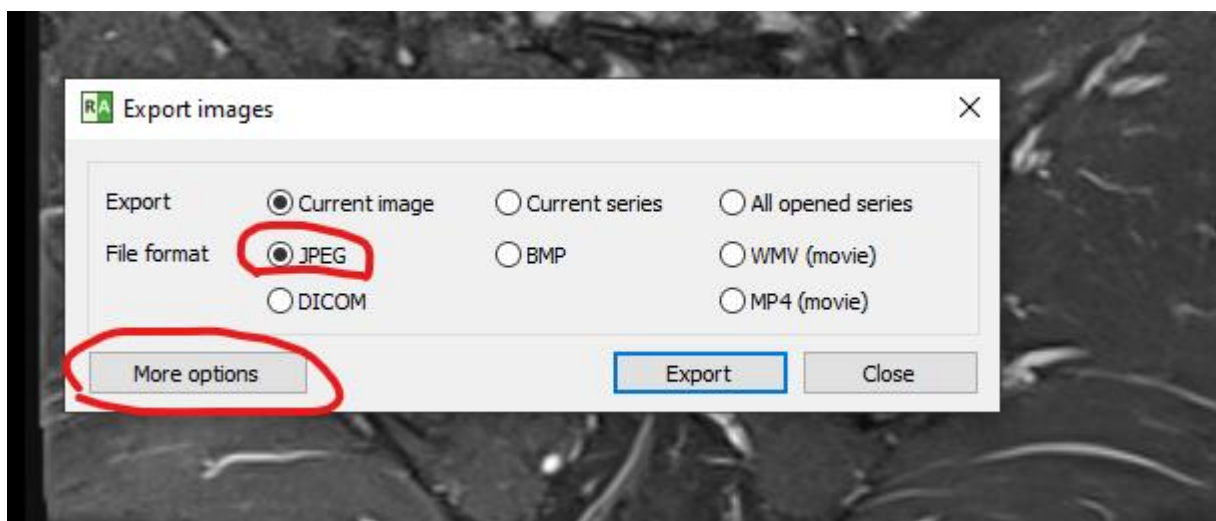 RA Export images
Export Current image Current series All opened series
File format JPEG BMP WMV (movie)
DICOM MP4 (movie)
More options Export Close